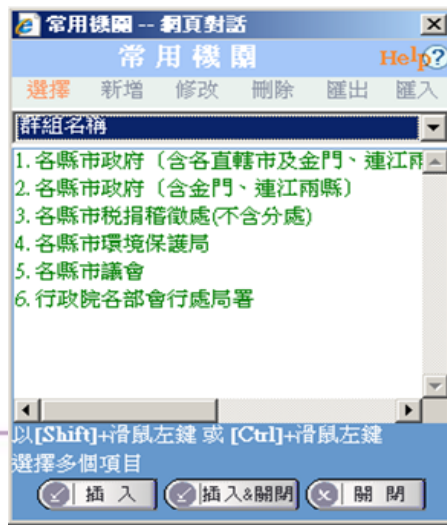 常用機關 -- 網頁對話
常用機關 Help?
選擇 新增 修改 刪除 匯出 匯入
群組名稱
1. 各縣市政府〔含各直轄市及金門、連江兩
2. 各縣市政府〔含金門、連江兩縣〕
3. 各縣市稅捐稽徵處(不含分處)
4. 各縣市環境保護局
5. 各縣市議會
6. 行政院各部會行處局署
以[Shift]+滑鼠左鍵 或 [Ctrl]+滑鼠左鍵
選擇多個項目
插 入 插入&關閉 關 閉